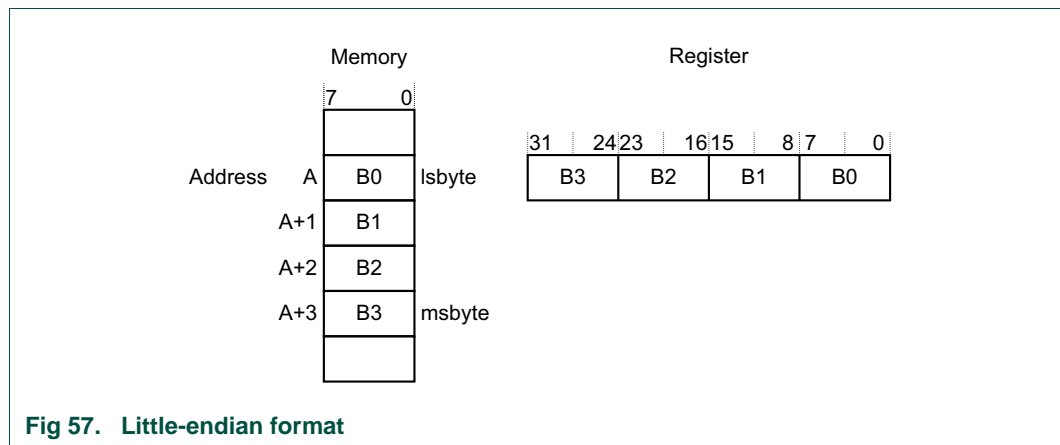 Memory
Register
7 0
31 24 23 16 15 8 7 0
Address A B0 lsbyte
B3 B2 B1 B0
A+1 B1
A+2 B2
A+3 B3 msbyte
Fig 57. Little-endian format